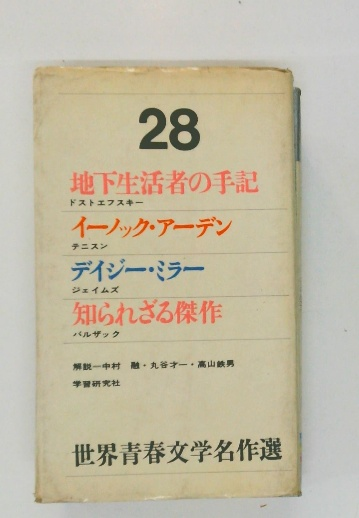 28
地下生活者の手記
ドストエフスキー
イーノック・アーデン
テニスン
デイジー・ミラー
ジェイムズ
知られざる傑作
バルザック
解説―中村 融・丸谷才一・高山鉄男
学習研究社
世界青春文学名作選